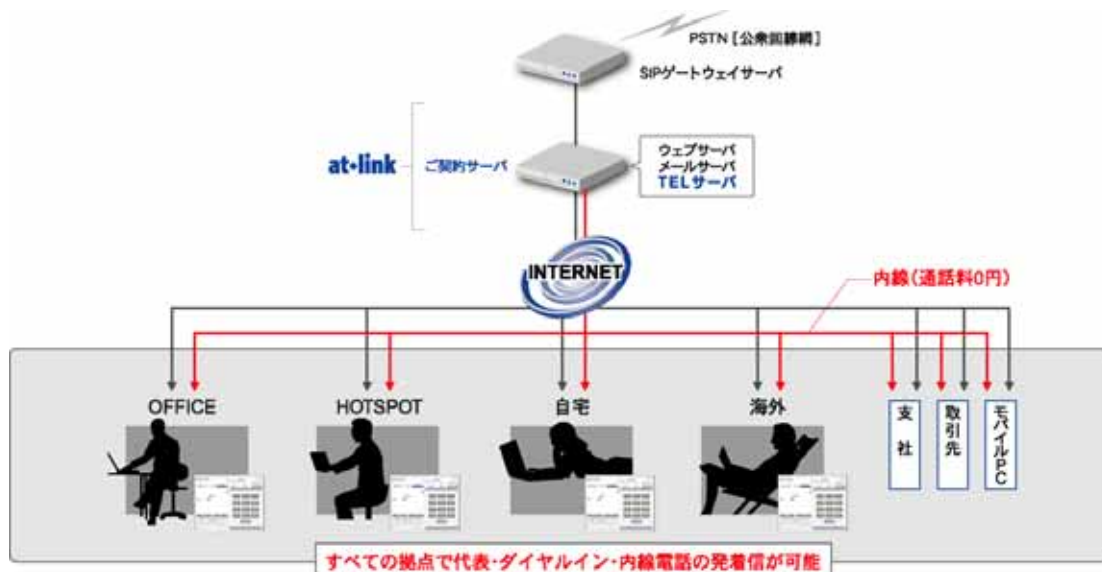 PSTN［公衆回線網］
SIPゲートウェイサーバ
at・link
ご契約サーバ
ウェブサーバ
メールサーバ
TELサーバ
INTERNET
内線（通話料0円）
OFFICE
HOTSPOT
自宅
海外
支社
取引先
モバイルPC
すべての拠点で代表・ダイヤルイン・内線電話の発着信が可能